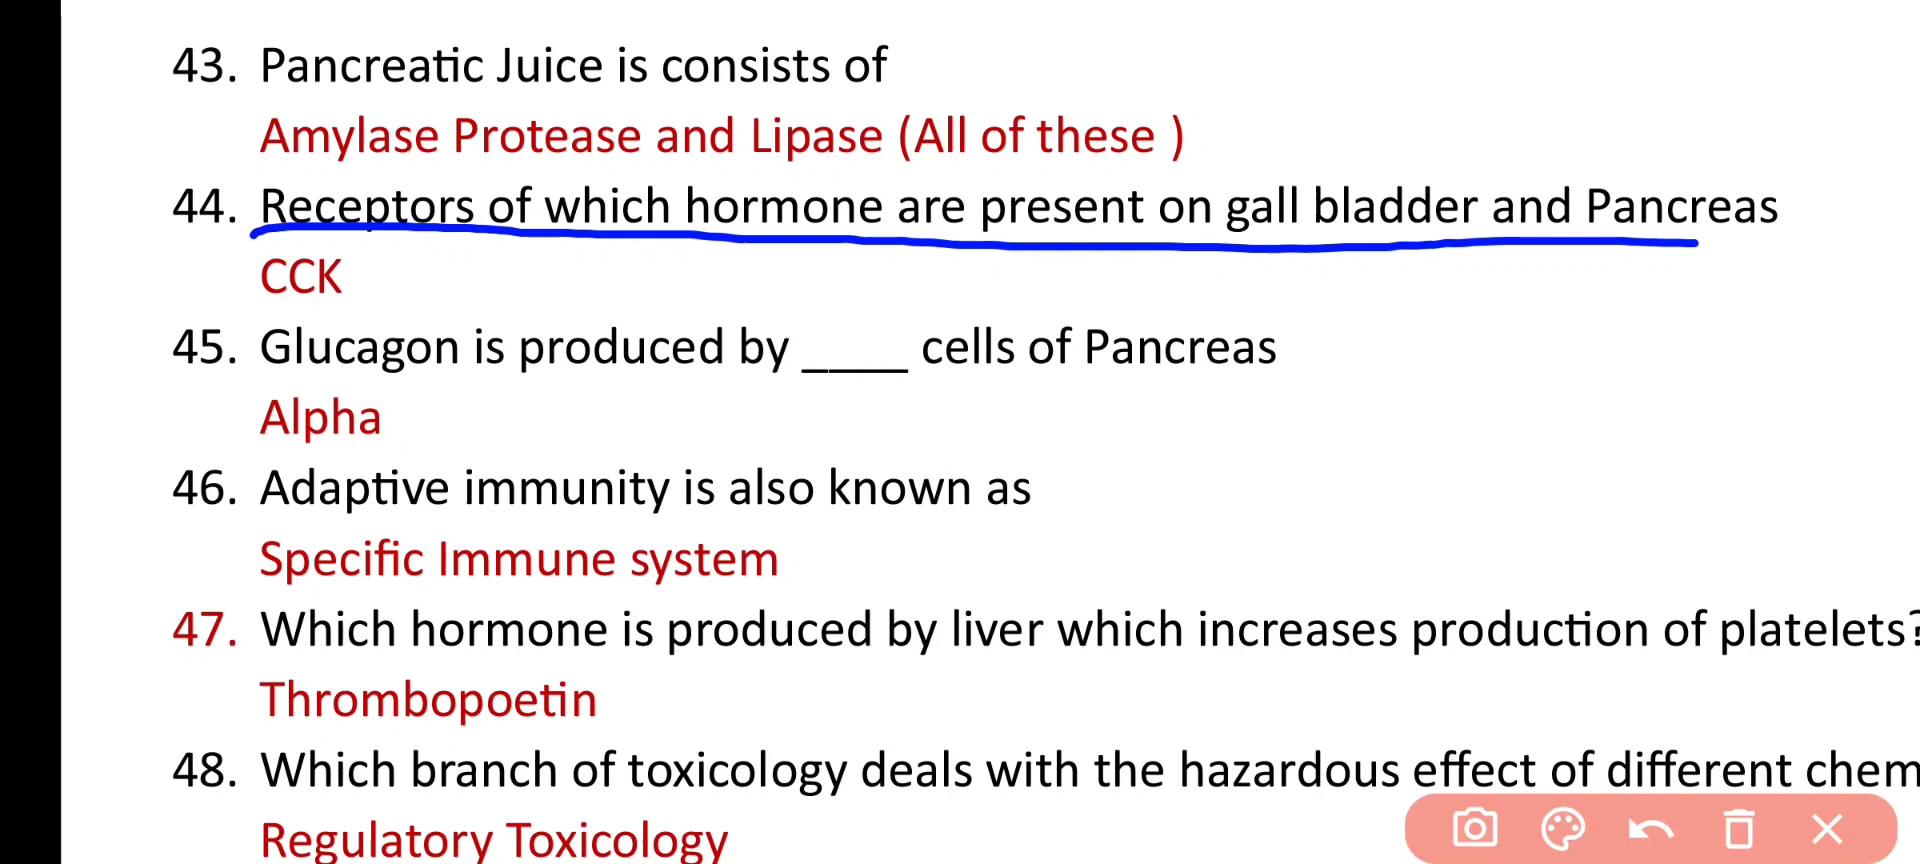 43. Pancreatic Juice is consists of
Amylase Protease and Lipase (All of these )
44. Receptors of which hormone are present on gall bladder and Pancreas
CCK
45. Glucagon is produced by ____ cells of Pancreas
Alpha
46. Adaptive immunity is also known as
Specific Immune system
47. Which hormone is produced by liver which increases production of platelets?
Thrombopoetin
48. Which branch of toxicology deals with the hazardous effect of different chem
Regulatory Toxicology